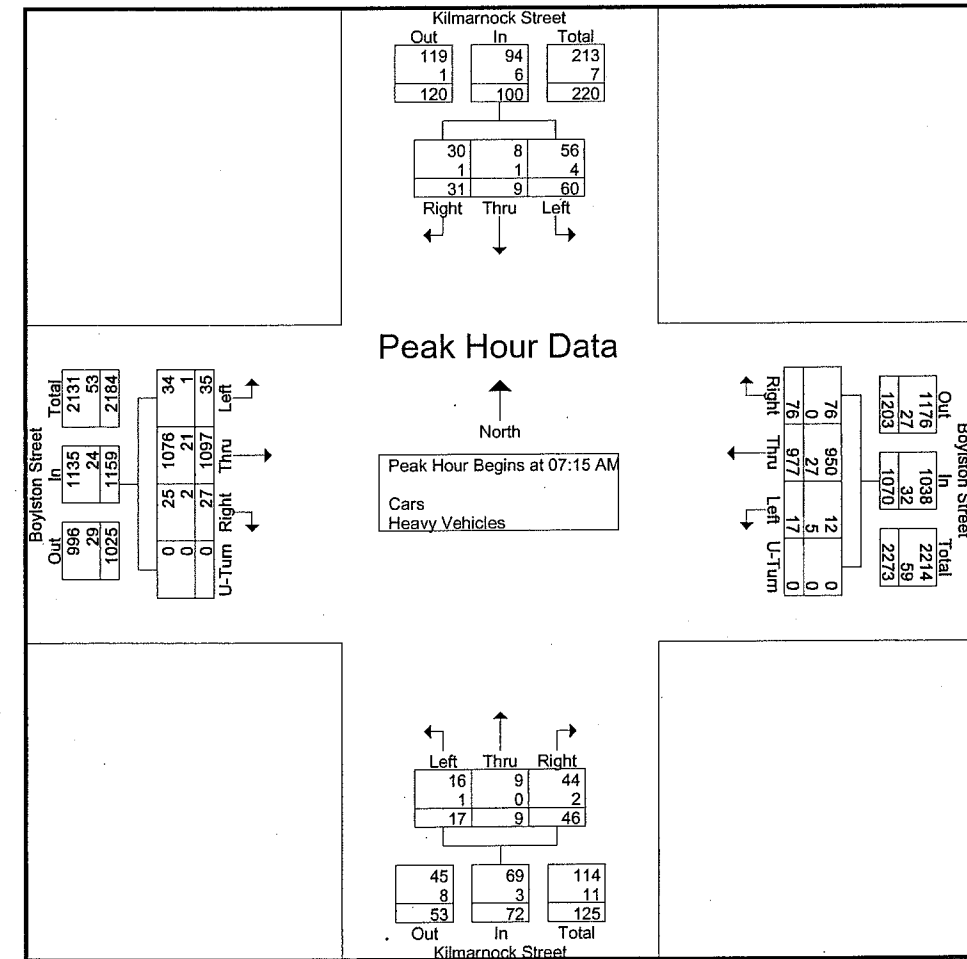 Kilmarnock Street
Out In Total
119 94 213
1 6 7
120 100 220
30 8 56
1 1 4
31 9 60
Right Thru Left
Peak Hour Data
North
Peak Hour Begins at 07:15 AM
Cars
Heavy Vehicles
Boylston Street
Total In Out
2131 1135 996
53 24 29
2184 1159 1025
34 1076 25 0
1 21 2 0
35 1097 27 0
Left Thru Right U-Turn
Boylston Street
Out In Total
1176 1038 2214
27 32 59
1203 1070 2273
76 950 12 0
0 27 5 0
76 977 17 0
Right Thru Left U-Turn
Left Thru Right
16 9 44
1 0 2
17 9 46
45 69 114
8 3 11
53 72 125
Out In Total
Kilmarnock Street